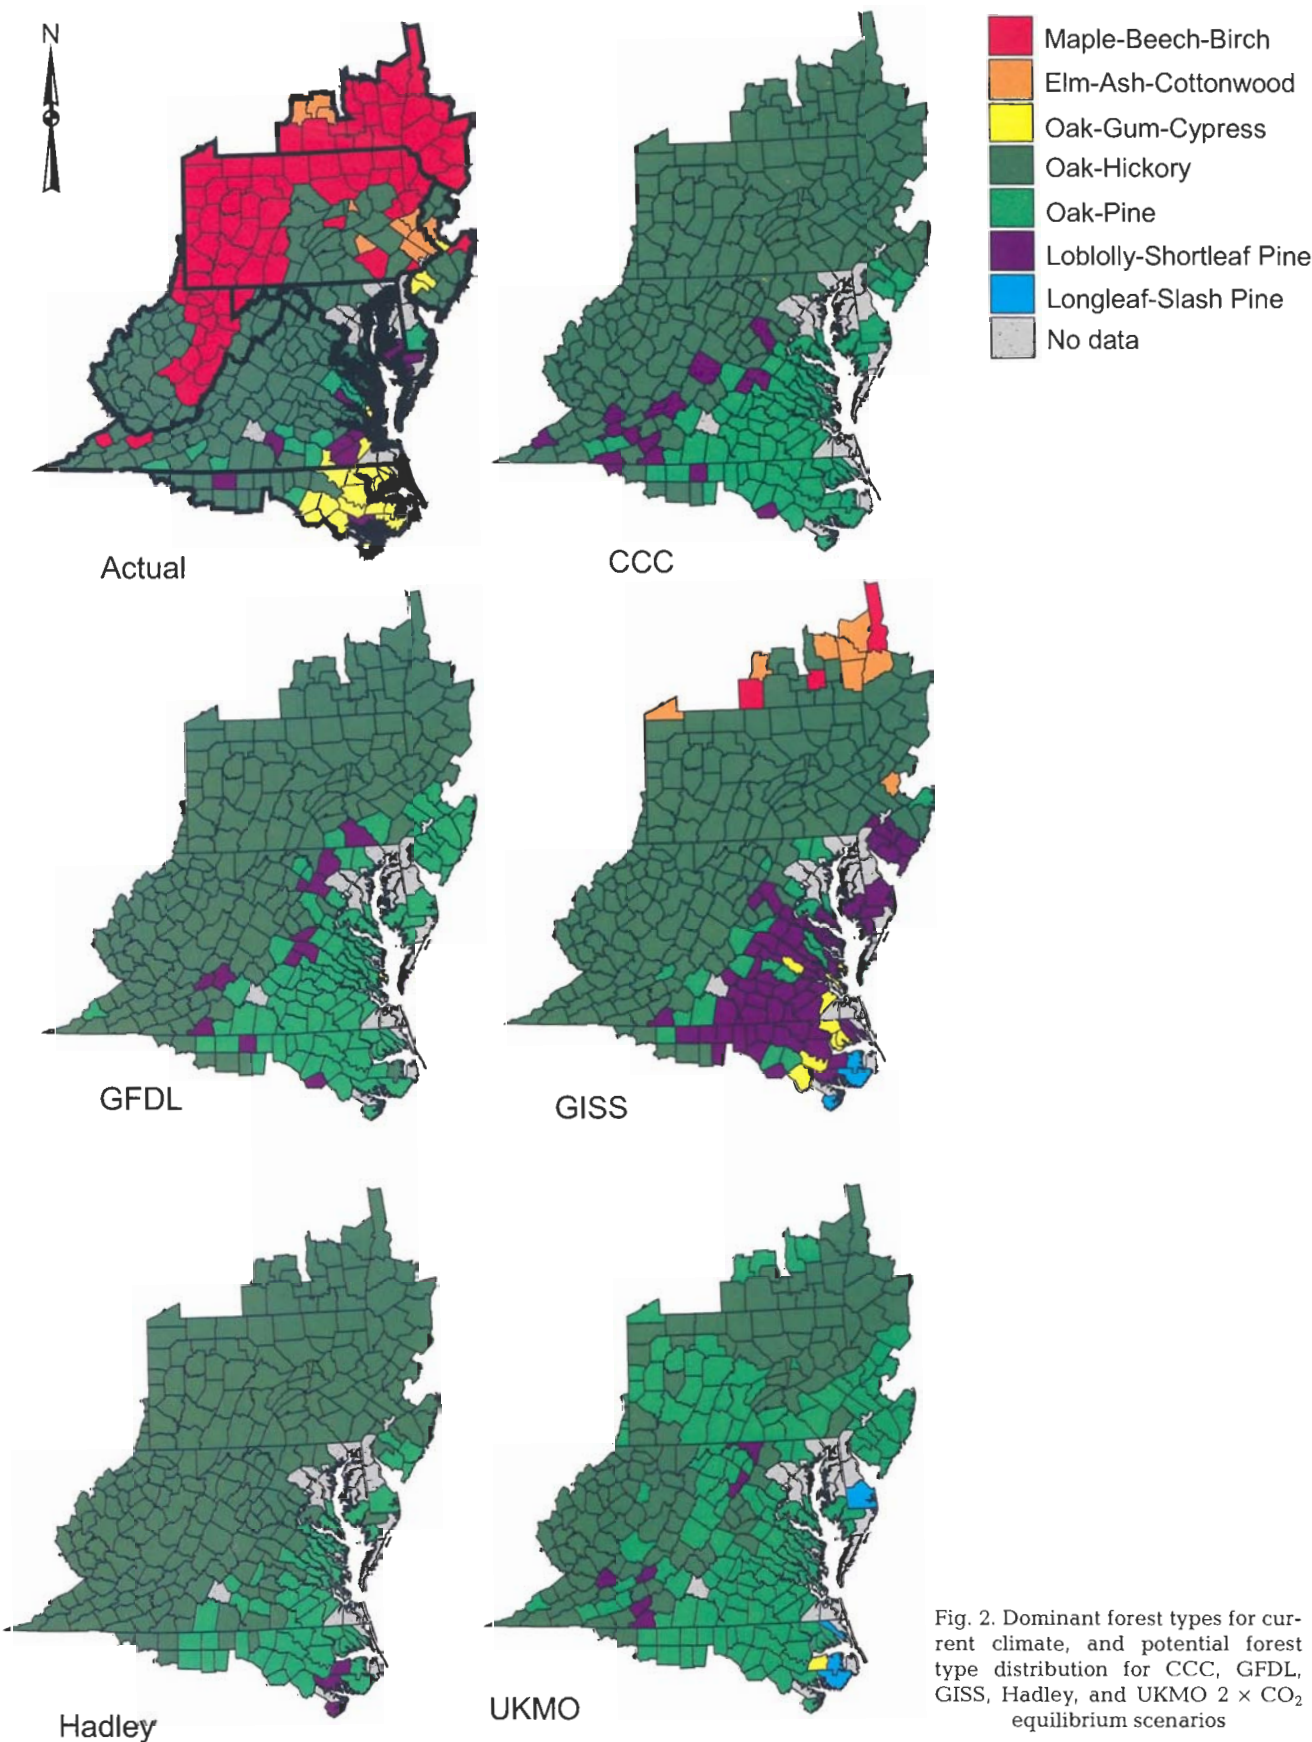 N
Maple-Beech-Birch
Elm-Ash-Cottonwood
Oak-Gum-Cypress
Oak-Hickory
Oak-Pine
Loblolly-Shortleaf Pine
Longleaf-Slash Pine
No data
Actual
CCC
GFDL
GISS
Hadley
UKMO
Fig. 2. Dominant forest types for cur-
rent climate, and potential forest
type distribution for CCC, GFDL,
GISS, Hadley, and UKMO 2 × CO₂
equilibrium scenarios